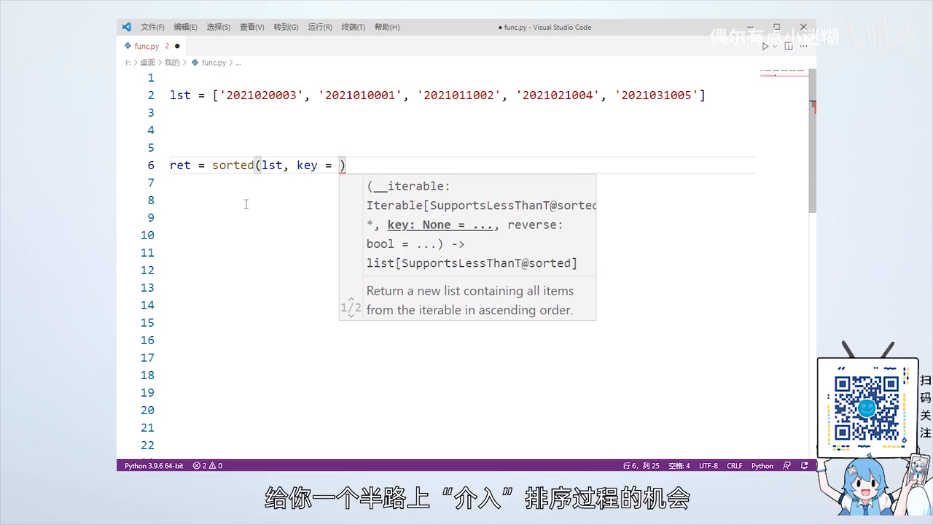 文件(F) 编辑(E) 选择(S) 查看(V) 转到(G) 运行(R) 终端(T) 帮助(H) ● func.py - Visual Studio Code
偶尔有点小迷糊
func.py 2 ●
F: > 桌面 > 我的 > func.py > ...
1
2 lst = ['2021020003', '2021010001', '2021011002', '2021021004', '2021031005']
3
4
5
6 ret = sorted(lst, key = )
7
8
9
10
11
12
13
14
15
16
17
18
19
20
21
22
(__iterable:
Iterable[SupportsLessThanT@sorted
*, key: None = ..., reverse:
bool = ...) ->
list[SupportsLessThanT@sorted]
1/2
Return a new list containing all items
from the iterable in ascending order.
扫码关注
Python 3.9.6 64-bit 2 0 行 6, 列 25 空格: 4 UTF-8 CRLF Python
给你一个半路上“介入”排序过程的机会